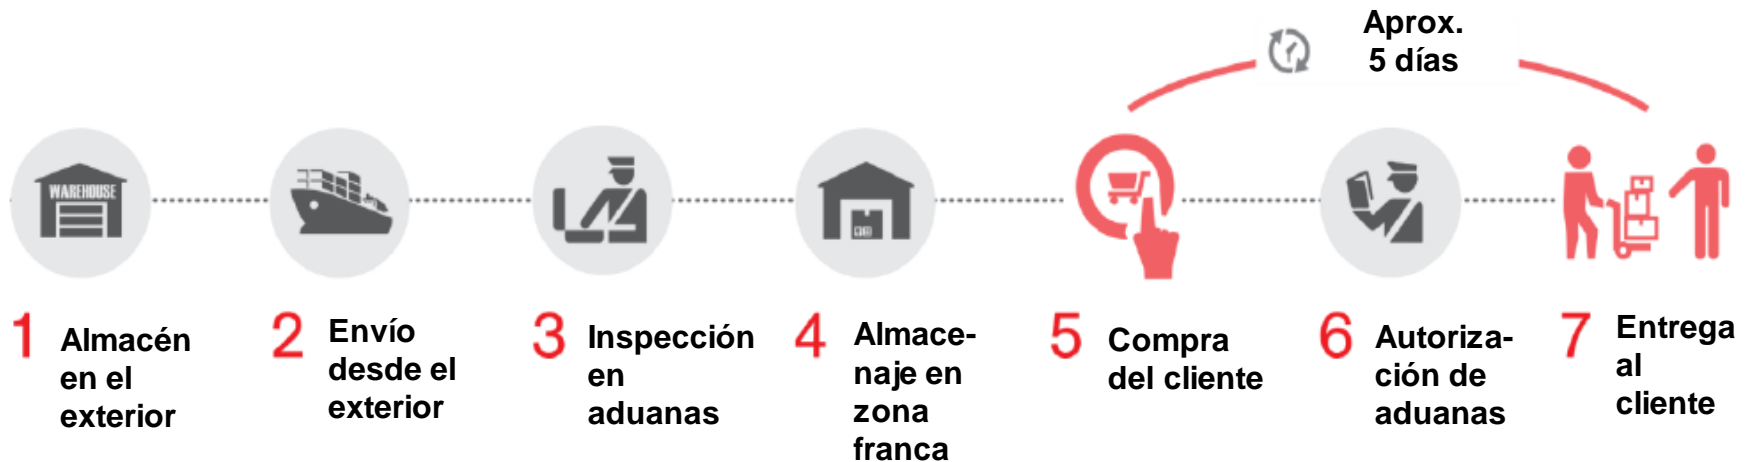 Aprox.
5 días
WAREHOUSE
1 Almacén
en el
exterior
2 Envío
desde el
exterior
3 Inspección
en
aduanas
4 Almace-
naje en
zona
franca
5 Compra
del cliente
6 Autoriza-
ción de
aduanas
7 Entrega
al
cliente